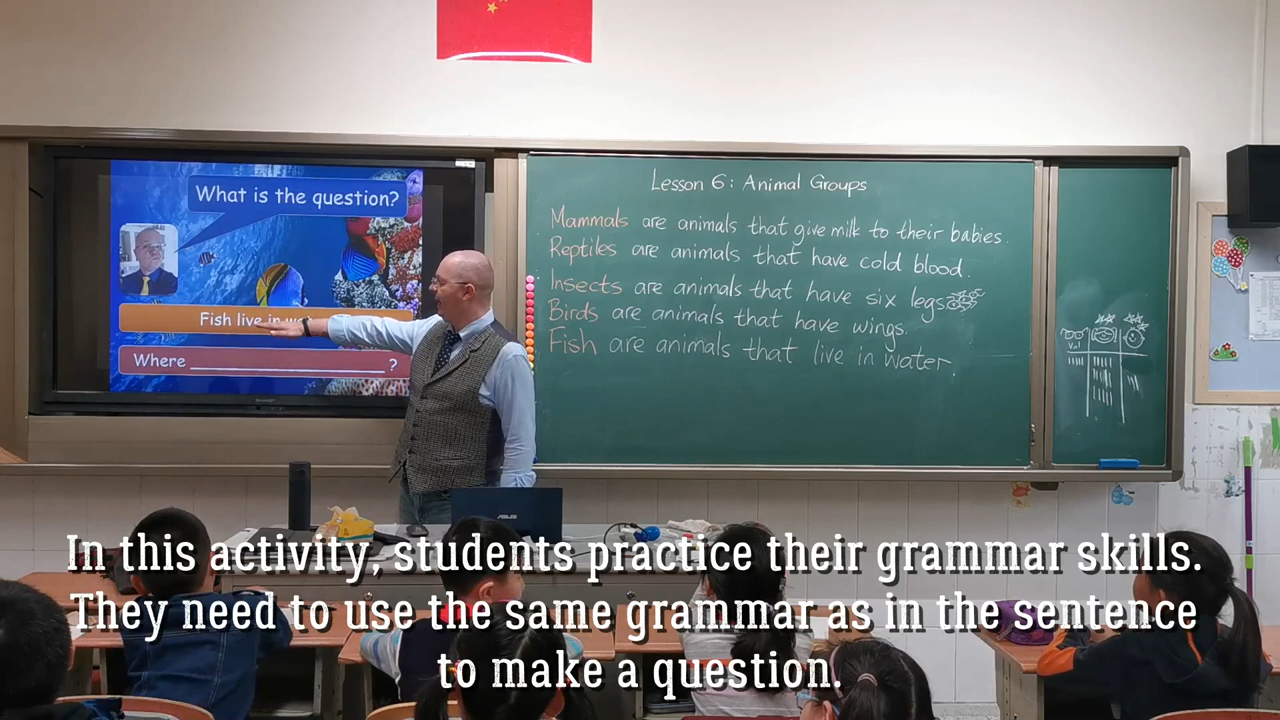 What is the question?
Fish live in
Where ____________________ ?
Lesson 6: Animal Groups
Mammals are animals that give milk to their babies.
Reptiles are animals that have cold blood.
Insects are animals that have six legs
Birds are animals that have wings.
Fish are animals that live in water.
SHARP
ASUS
In this activity, students practice their grammar skills.
They need to use the same grammar as in the sentence
to make a question.